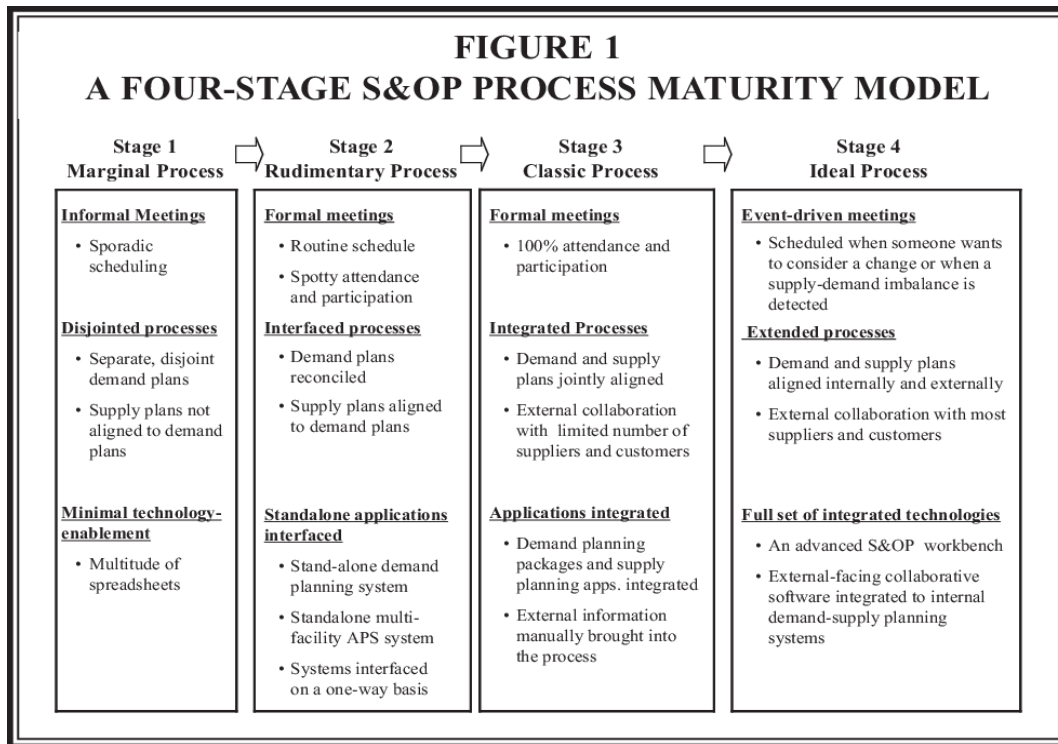 FIGURE 1
A FOUR-STAGE S&OP PROCESS MATURITY MODEL
Stage 1
Marginal Process
Informal Meetings
• Sporadic
scheduling
Disjointed processes
• Separate, disjoint
demand plans
• Supply plans not
aligned to demand
plans
Minimal technology-
enablement
• Multitude of
spreadsheets
Stage 2
Rudimentary Process
Formal meetings
• Routine schedule
• Spotty attendance
and participation
Interfaced processes
• Demand plans
reconciled
• Supply plans aligned
to demand plans
Standalone applications
interfaced
• Stand-alone demand
planning system
• Standalone multi-
facility APS system
• Systems interfaced
on a one-way basis
Stage 3
Classic Process
Formal meetings
• 100% attendance and
participation
Integrated Processes
• Demand and supply
plans jointly aligned
• External collaboration
with limited number of
suppliers and customers
Applications integrated
• Demand planning
packages and supply
planning apps. integrated
• External information
manually brought into
the process
Stage 4
Ideal Process
Event-driven meetings
• Scheduled when someone wants
to consider a change or when a
supply-demand imbalance is
detected
Extended processes
• Demand and supply plans
aligned internally and externally
• External collaboration with most
suppliers and customers
Full set of integrated technologies
• An advanced S&OP workbench
• External-facing collaborative
software integrated to internal
demand-supply planning
systems